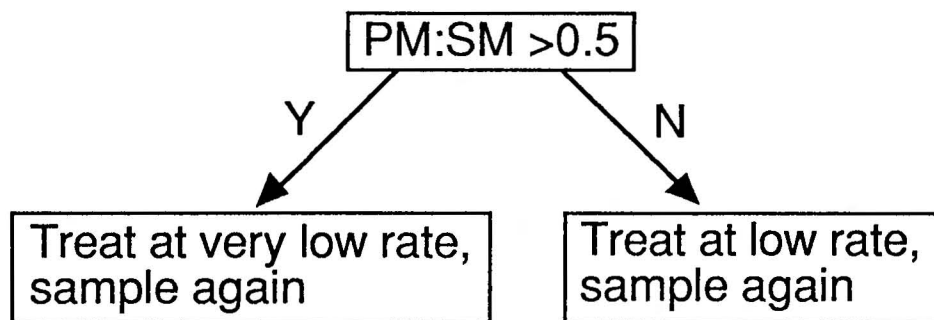 PM:SM >0.5
Y
N
Treat at very low rate,
sample again
Treat at low rate,
sample again